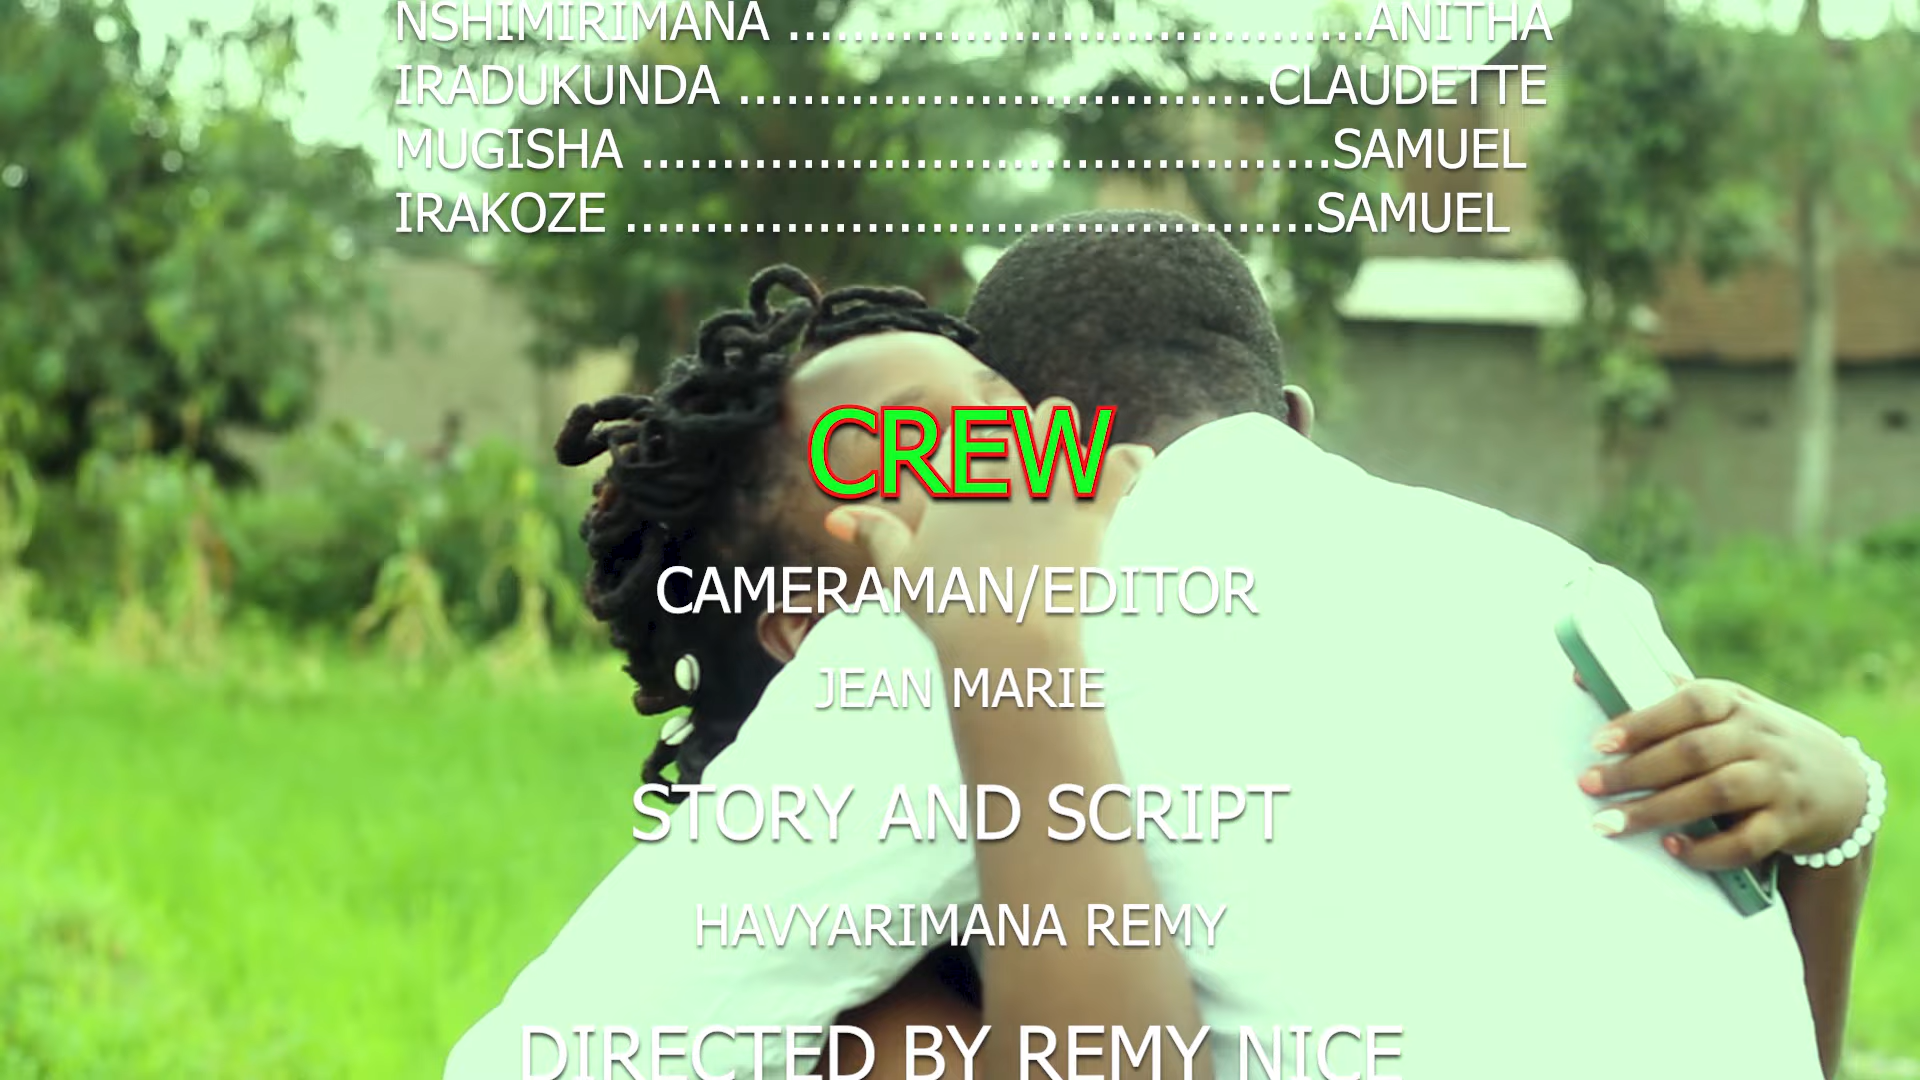 NSHIMIRIMANA ....................................ANITHA
IRADUKUNDA .................................CLAUDETTE
MUGISHA ...........................................SAMUEL
IRAKOZE ...........................................SAMUEL
CREW
CAMERAMAN/EDITOR
JEAN MARIE
STORY AND SCRIPT
HAVYARIMANA REMY
DIRECTED BY REMY NICE